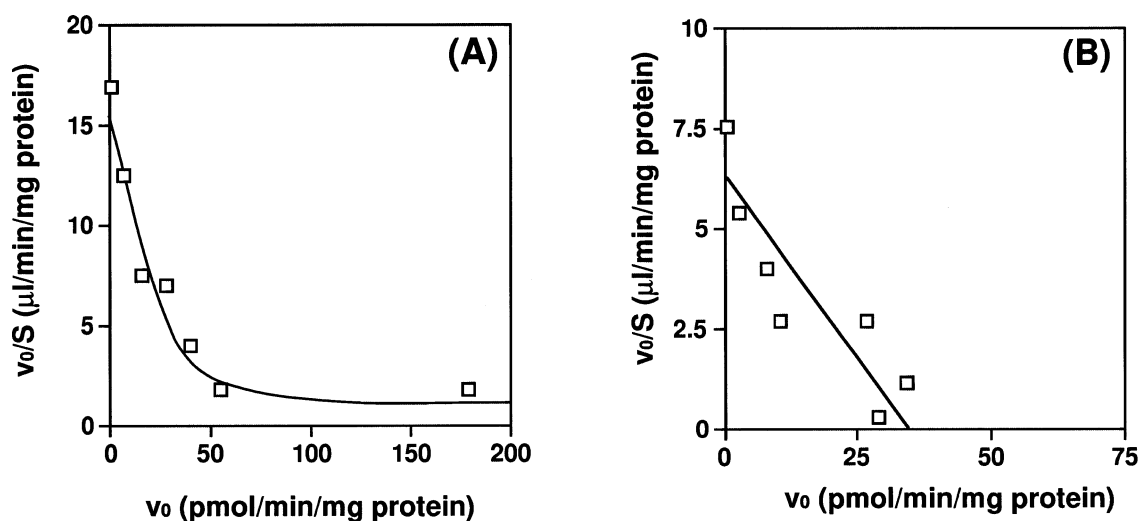 (A)
20
15
10
5
0
v₀/S (μl/min/mg protein)
0 50 100 150 200
v₀ (pmol/min/mg protein)
(B)
10
7.5
5
2.5
0
v₀/S (μl/min/mg protein)
0 25 50 75
v₀ (pmol/min/mg protein)